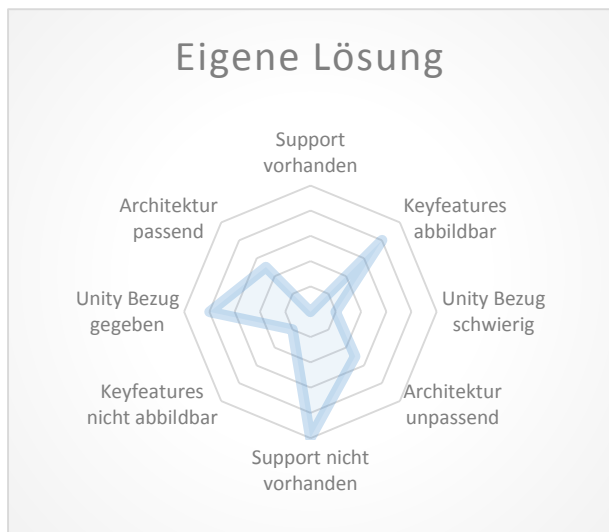 Eigene Lösung
Support
vorhanden
Keyfeatures
abbildbar
Unity Bezug
schwierig
Architektur
unpassend
Support nicht
vorhanden
Keyfeatures
nicht abbildbar
Unity Bezug
gegeben
Architektur
passend